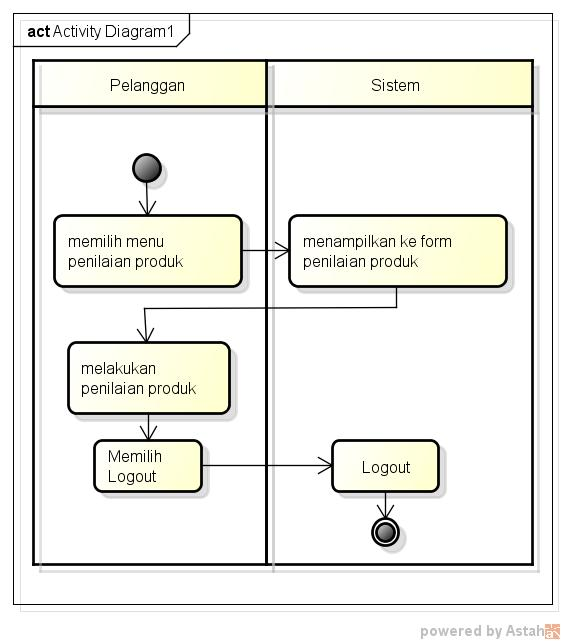 act Activity Diagram1
Pelanggan
Sistem
memilih menu
penilaian produk
menampilkan ke form
penilaian produk
melakukan
penilaian produk
Memilih
Logout
Logout
powered by Astah